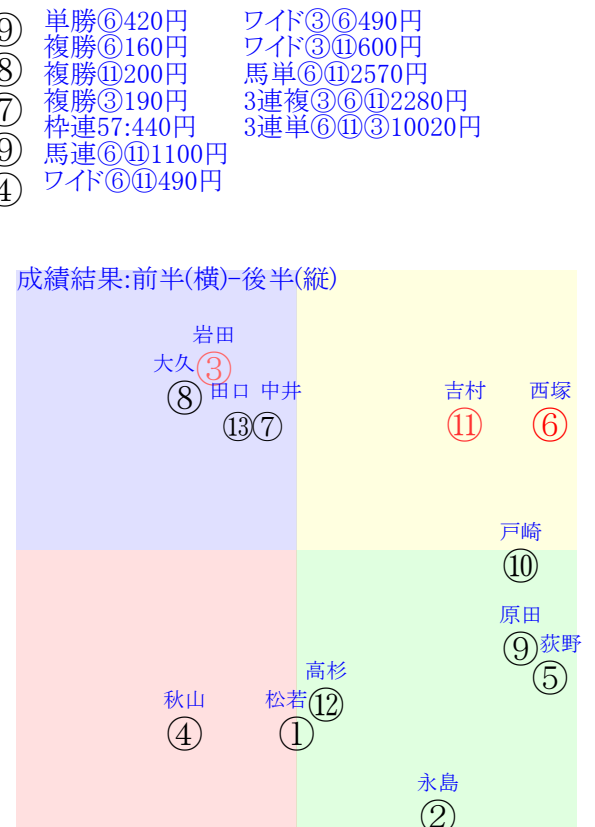 ⑨
⑧
⑦
⑨
④
単勝⑥420円
複勝⑥160円
複勝⑪200円
複勝③190円
枠連57:440円
馬連⑥⑪1100円
ワイド⑥⑪490円
ワイド③⑥490円
ワイド③⑪600円
馬単⑥⑪2570円
3連複③⑥⑪2280円
3連単⑥⑪③10020円
成績結果:前半(横)-後半(縦)
岩田
③
大久
⑧
田口
⑬
中井
⑦
吉村
⑪
西塚
⑥
戸崎
⑩
原田
⑨
荻野
⑤
高杉
⑫
秋山
④
松若
①
永島
②